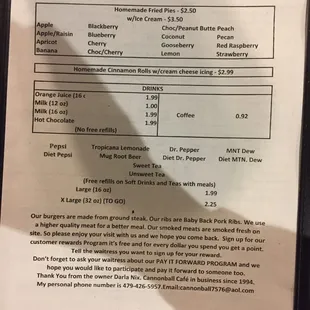 Homemade Fried Pies - $2.50
w/Ice Cream - $3.50
Apple Blackberry Choc/Peanut Butte Peach
Apple/Raisin Blueberry Coconut Pecan
Apricot Cherry Gooseberry Red Raspberry
Banana Choc/Cherry Lemon Strawberry
Homemade Cinnamon Rolls w/cream cheese icing - $2.99
DRINKS
Orange Juice (16 1.99
Milk (12 oz) 1.00
Milk (16 oz) 1.99 Coffee 0.92
Hot Chocolate 1.99
(No free refills)
Pepsi Tropicana Lemonade Dr. Pepper MNT Dew
Diet Pepsi Mug Root Beer Diet Dr. Pepper Diet MTN. Dew
Sweet Tea
Unsweet Tea
(Free refills on Soft Drinks and Teas with meals)
Large (16 oz) 1.99
X Large (32 oz) (TO GO) 2.25
Our burgers are made from ground steak. Our ribs are Baby Back Pork Ribs. We use
a higher quality meat for a better meal. Our smoked meats are smoked fresh on
site. So please enjoy your visit with us and we hope you come back. Sign up for our
customer rewards Program it's free and for every dollar you spend you get a point.
Tell the waitress you want to sign up for your reward.
Don't forget to ask your waitress about our PAY IT FORWARD PROGRAM and we
hope you would like to participate and pay it forward to someone too.
Thank You from the owner Darla Nix. Cannonball Café in business since 1994.
My personal phone number is 479-426-5957.Email:cannonball7576@aol.com